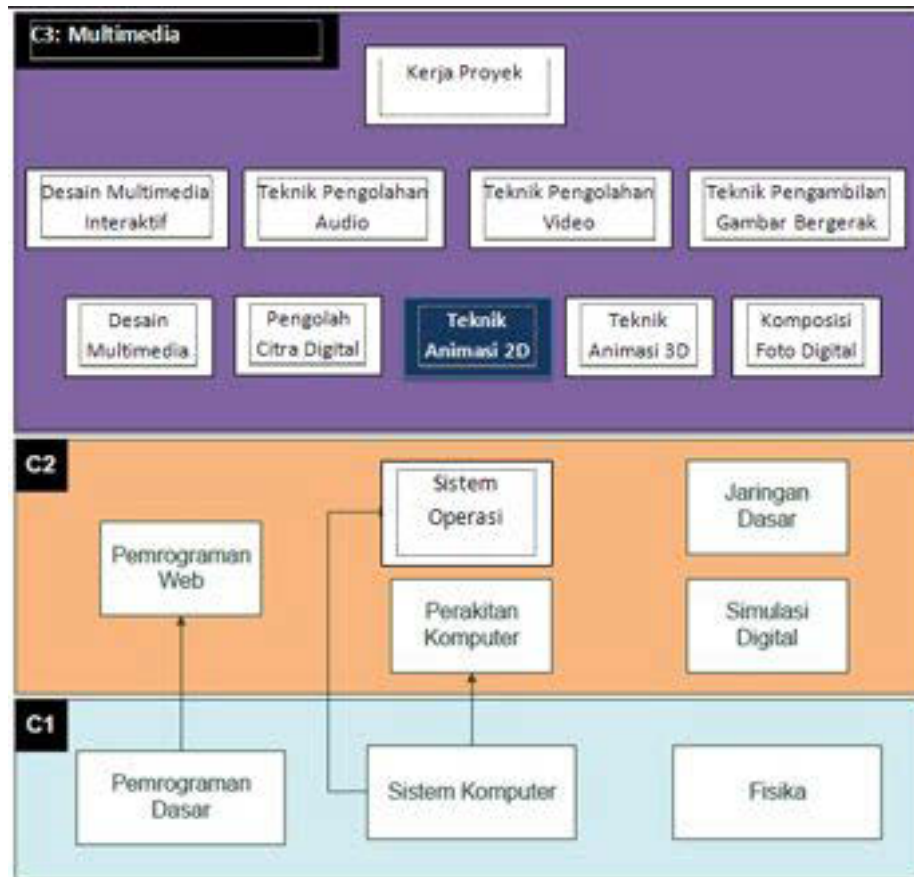 C3: Multimedia
Kerja Proyek
Desain Multimedia
Interaktif
Teknik Pengolahan
Audio
Teknik Pengolahan
Video
Teknik Pengambilan
Gambar Bergerak
Desain
Multimedia
Pengolah
Citra Digital
Teknik
Animasi 2D
Teknik
Animasi 3D
Komposisi
Foto Digital
C2
Sistem
Operasi
Jaringan
Dasar
Pemrograman
Web
Perakitan
Komputer
Simulasi
Digital
C1
Pemrograman
Dasar
Sistem Komputer
Fisika